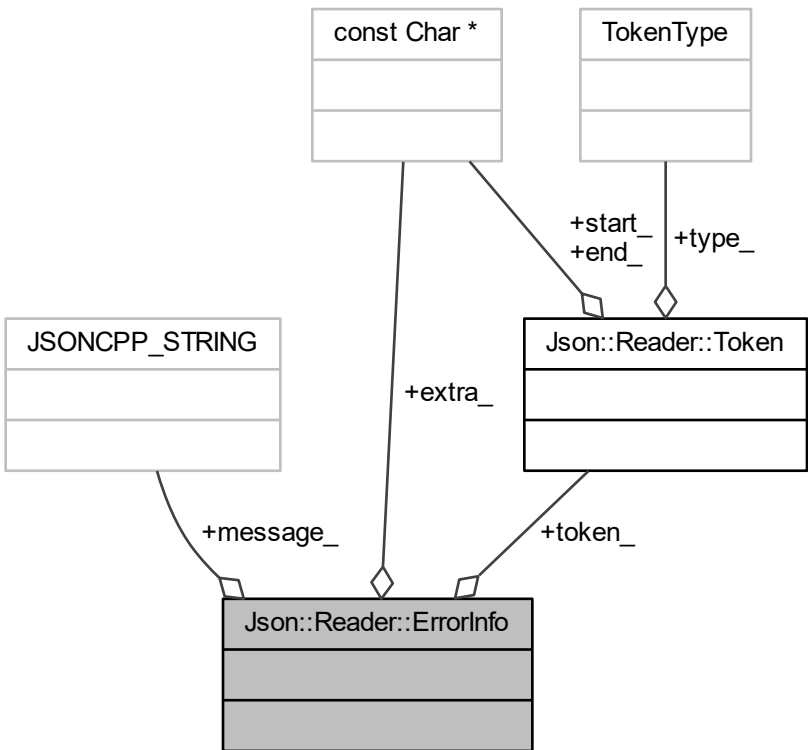 const Char *
TokenType
+start_
+end_
+type_
JSONCPP_STRING
Json::Reader::Token
+extra_
+message_
+token_
Json::Reader::ErrorInfo